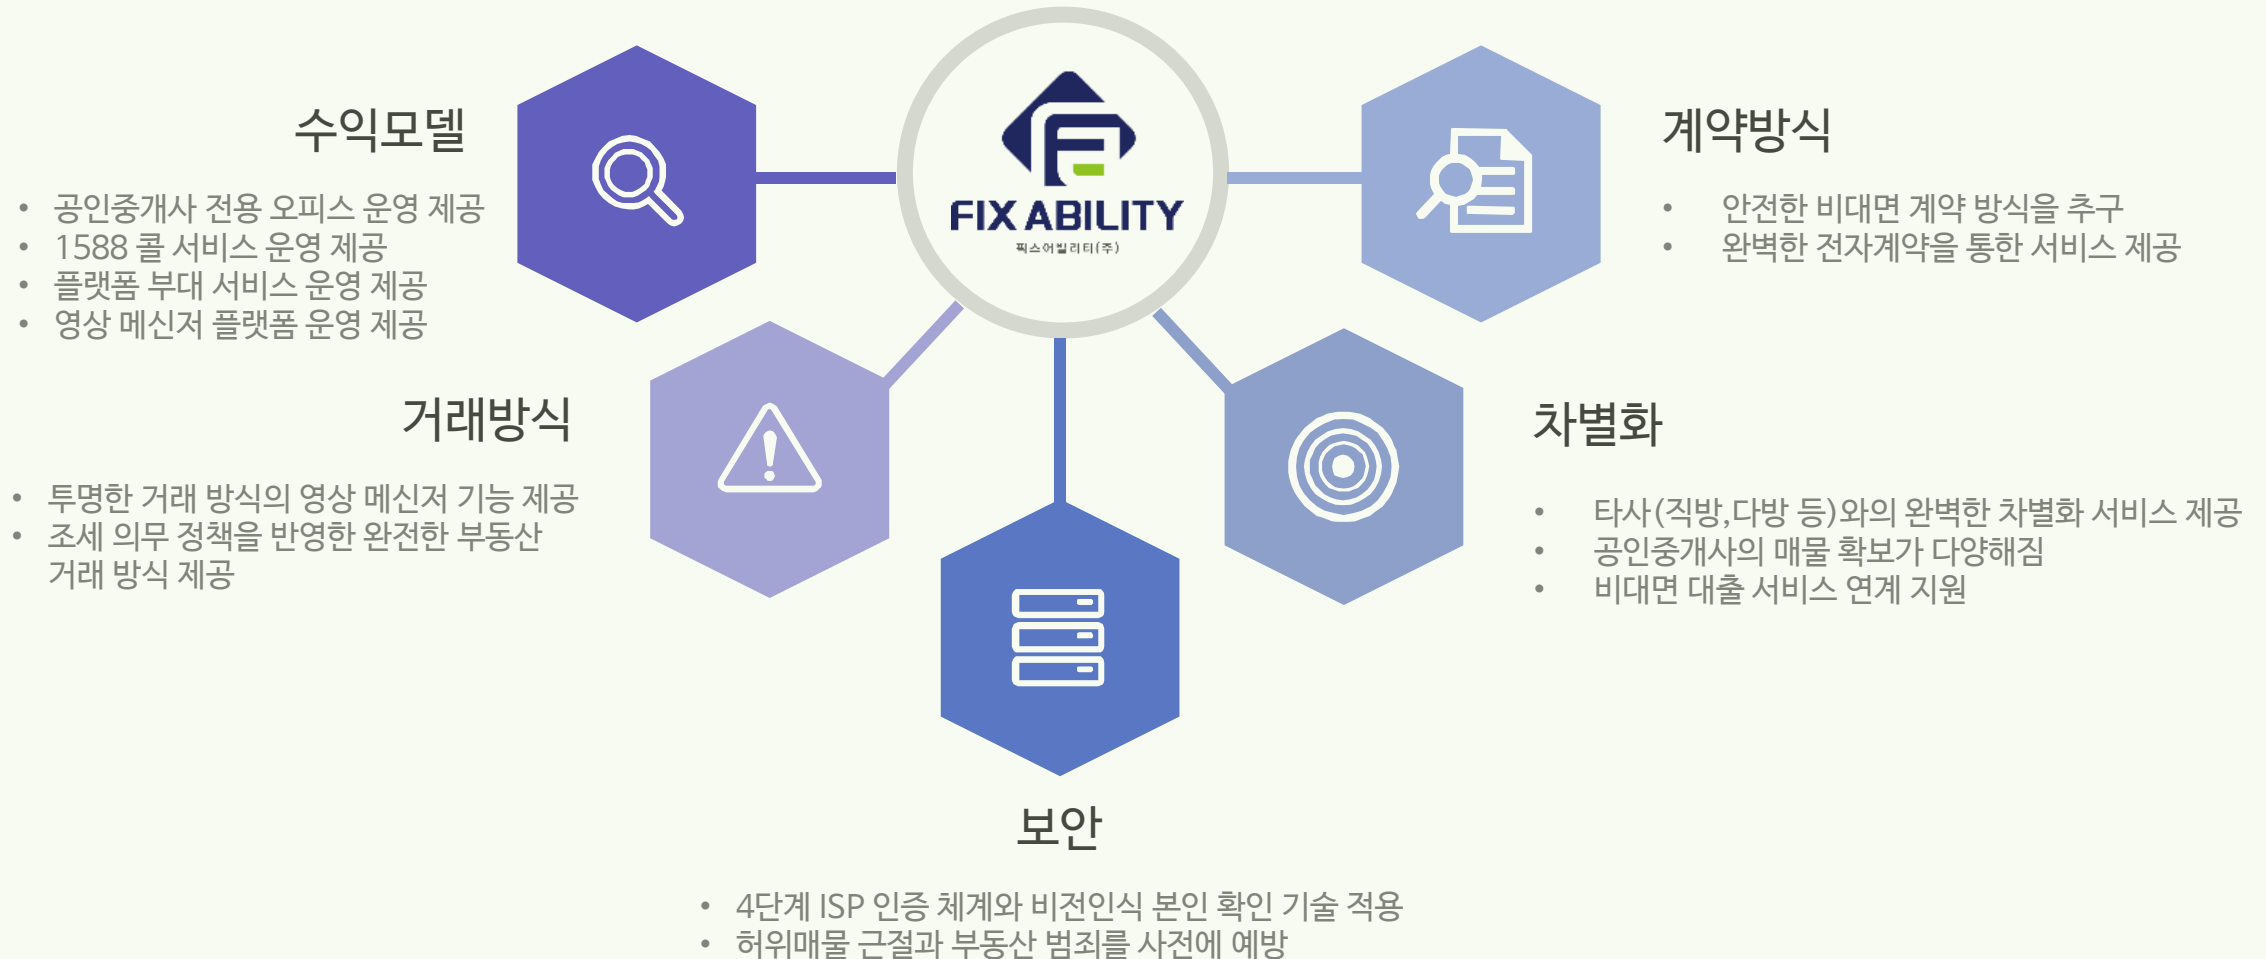 FIXABILITY
픽스어빌리티(주)
수익모델
• 공인중개사 전용 오피스 운영 제공
• 1588 콜 서비스 운영 제공
• 플랫폼 부대 서비스 운영 제공
• 영상 메신저 플랫폼 운영 제공
거래방식
• 투명한 거래 방식의 영상 메신저 기능 제공
• 조세 의무 정책을 반영한 완전한 부동산
거래 방식 제공
보안
• 4단계 ISP 인증 체계와 비전인식 본인 확인 기술 적용
• 허위매물 근절과 부동산 범죄를 사전에 예방
계약방식
• 안전한 비대면 계약 방식을 추구
• 완벽한 전자계약을 통한 서비스 제공
차별화
• 타사(직방,다방 등)와의 완벽한 차별화 서비스 제공
• 공인중개사의 매물 확보가 다양해짐
• 비대면 대출 서비스 연계 지원